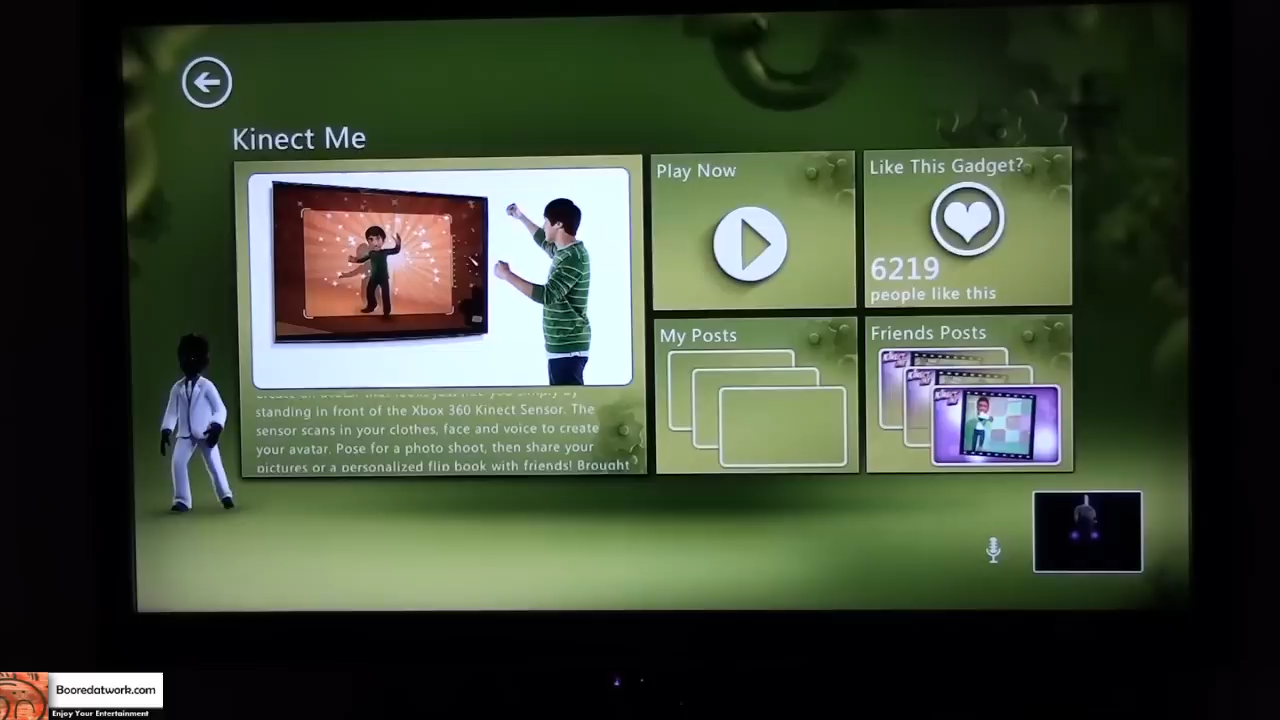 Kinect Me
Play Now
Like This Gadget?
6219
people like this
My Posts
Friends Posts
standing in front of the Xbox 360 Kinect Sensor. The
sensor scans in your clothes, face and voice to create
your avatar. Pose for a photo shoot, then share your
pictures or a personalized flip book with friends! Brought
Booredatwork.com
Enjoy Your Entertainment